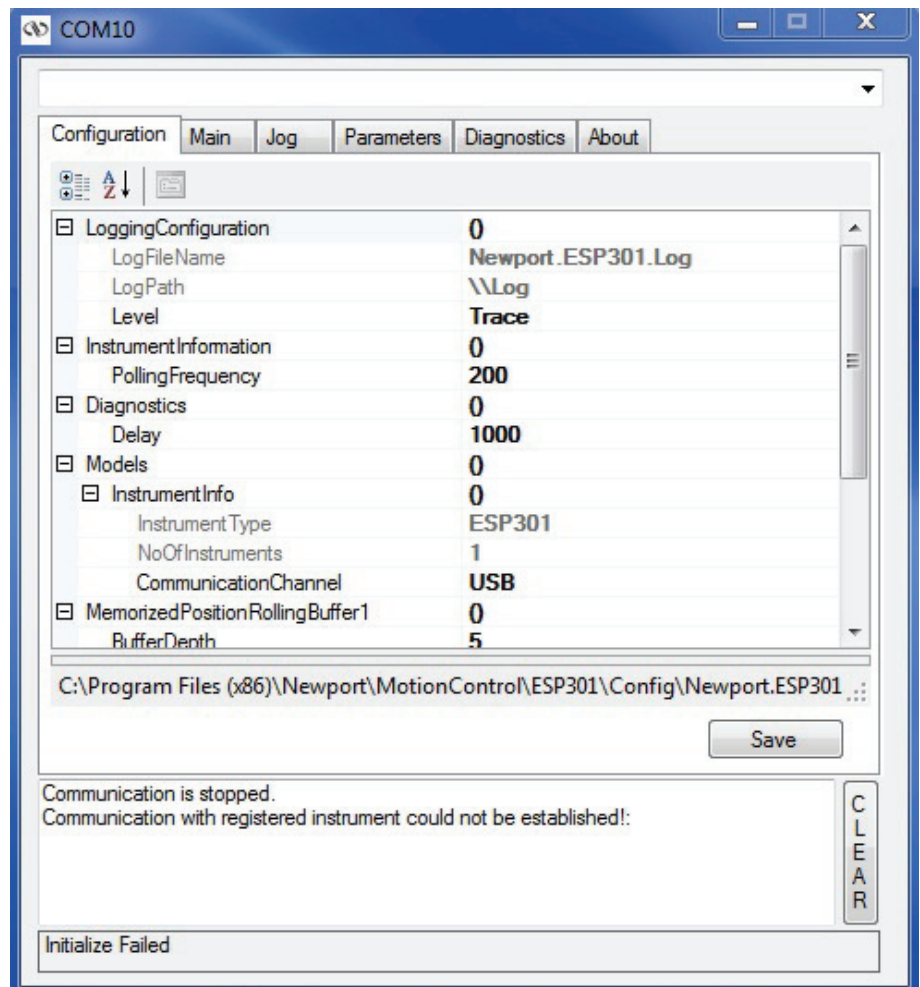 COM10
Configuration Main Jog Parameters Diagnostics About
LoggingConfiguration ()
LogFileName Newport.ESP301.Log
LogPath \\Log
Level Trace
InstrumentInformation ()
PollingFrequency 200
Diagnostics ()
Delay 1000
Models ()
InstrumentInfo ()
InstrumentType ESP301
NoOfInstruments 1
CommunicationChannel USB
MemorizedPositionRollingBuffer1 ()
BufferDepth 5
C:\Program Files (x86)\Newport\MotionControl\ESP301\Config\Newport.ESP301
Save
Communication is stopped.
Communication with registered instrument could not be established!:
CLEAR
Initialize Failed